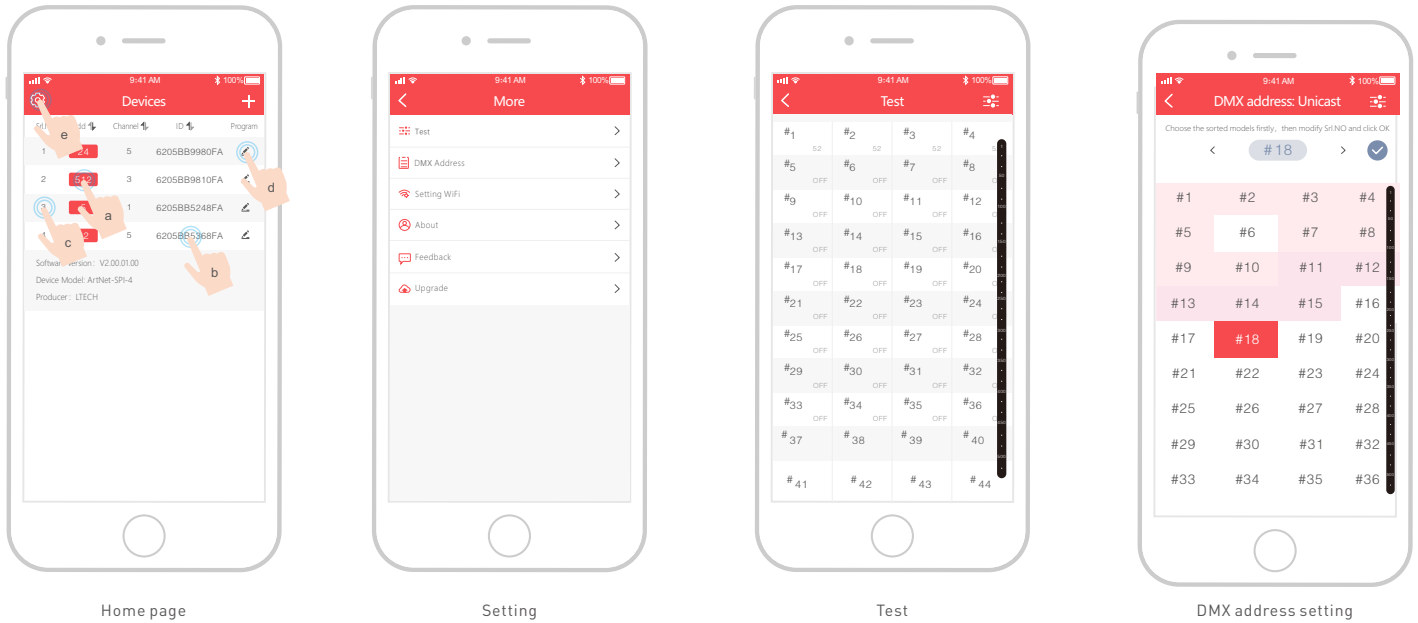 9:41 AM 100%
Devices
Channel ID Program
1 24 5 6205BB9980FA
2 512 3 6205BB9810FA
1 6205BB5248FA
2 5 6205BB5368FA
e
a
c
b
d
Version : V2.00.01.00
Device Model: ArtNet-SPI-4
Producer : LTECH
Home page
9:41 AM 100%
More
Test
DMX Address
Setting WiFi
About
Feedback
Upgrade
Setting
9:41 AM 100%
Test
#1 #2 #3 #4
52 52 52
#5 #6 #7 #8
OFF OFF OFF
#9 #10 #11 #12
OFF OFF OFF
#13 #14 #15 #16
OFF OFF OFF
#17 #18 #19 #20
OFF OFF OFF
#21 #22 #23 #24
OFF OFF OFF
#25 #26 #27 #28
OFF OFF OFF
#29 #30 #31 #32
OFF OFF OFF
#33 #34 #35 #36
OFF OFF OFF
#37 #38 #39 #40
#41 #42 #43 #44
Test
9:41 AM 100%
DMX address: Unicast
Choose the sorted models firstly, then modify Srl.NO and click OK
#18
#1 #2 #3 #4
#5 #6 #7 #8
#9 #10 #11 #12
#13 #14 #15 #16
#17 #18 #19 #20
#21 #22 #23 #24
#25 #26 #27 #28
#29 #30 #31 #32
#33 #34 #35 #36
DMX address setting